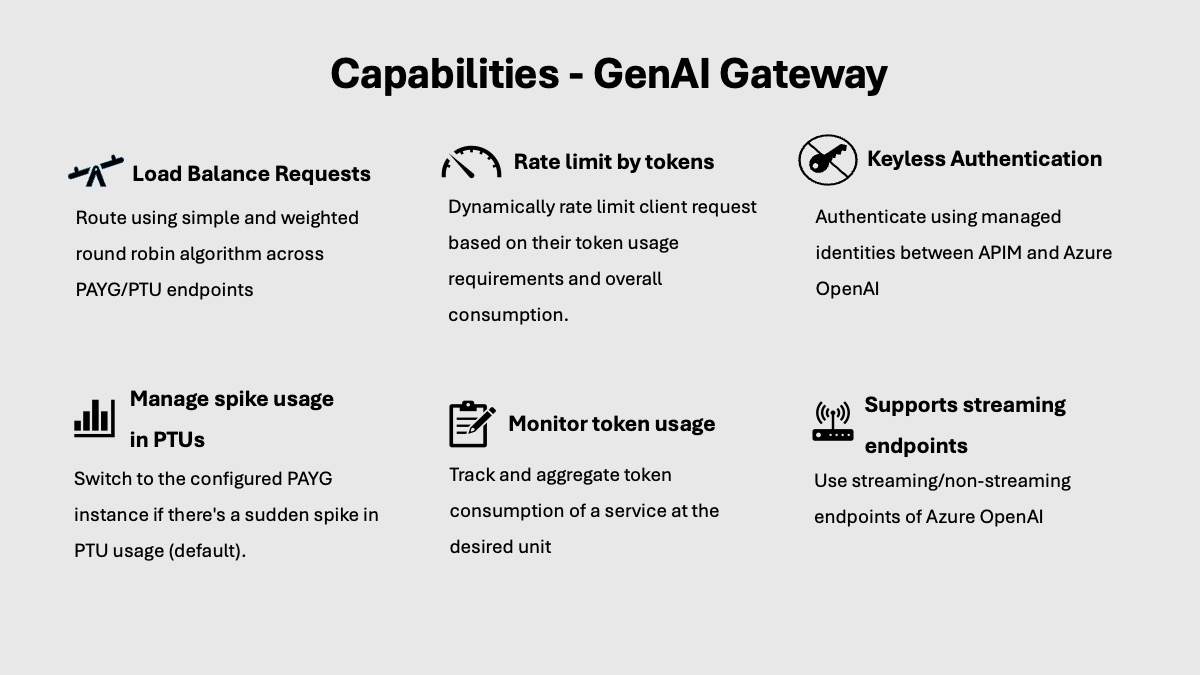 Capabilities - GenAI Gateway
Load Balance Requests
Route using simple and weighted
round robin algorithm across
PAYG/PTU endpoints
Rate limit by tokens
Dynamically rate limit client request
based on their token usage
requirements and overall
consumption.
Keyless Authentication
Authenticate using managed
identities between APIM and Azure
OpenAI
Manage spike usage
in PTUs
Switch to the configured PAYG
instance if there's a sudden spike in
PTU usage (default).
Monitor token usage
Track and aggregate token
consumption of a service at the
desired unit
Supports streaming
endpoints
Use streaming/non-streaming
endpoints of Azure OpenAI